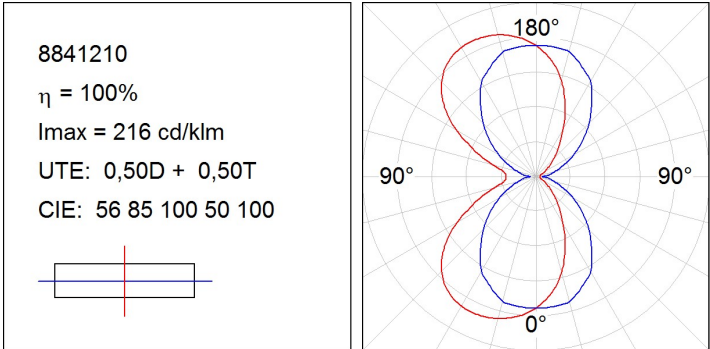 8841210
η = 100%
Imax = 216 cd/klm
UTE:  0,50D +  0,50T
CIE:  56 85 100 50 100
180°
90° 90°
0°